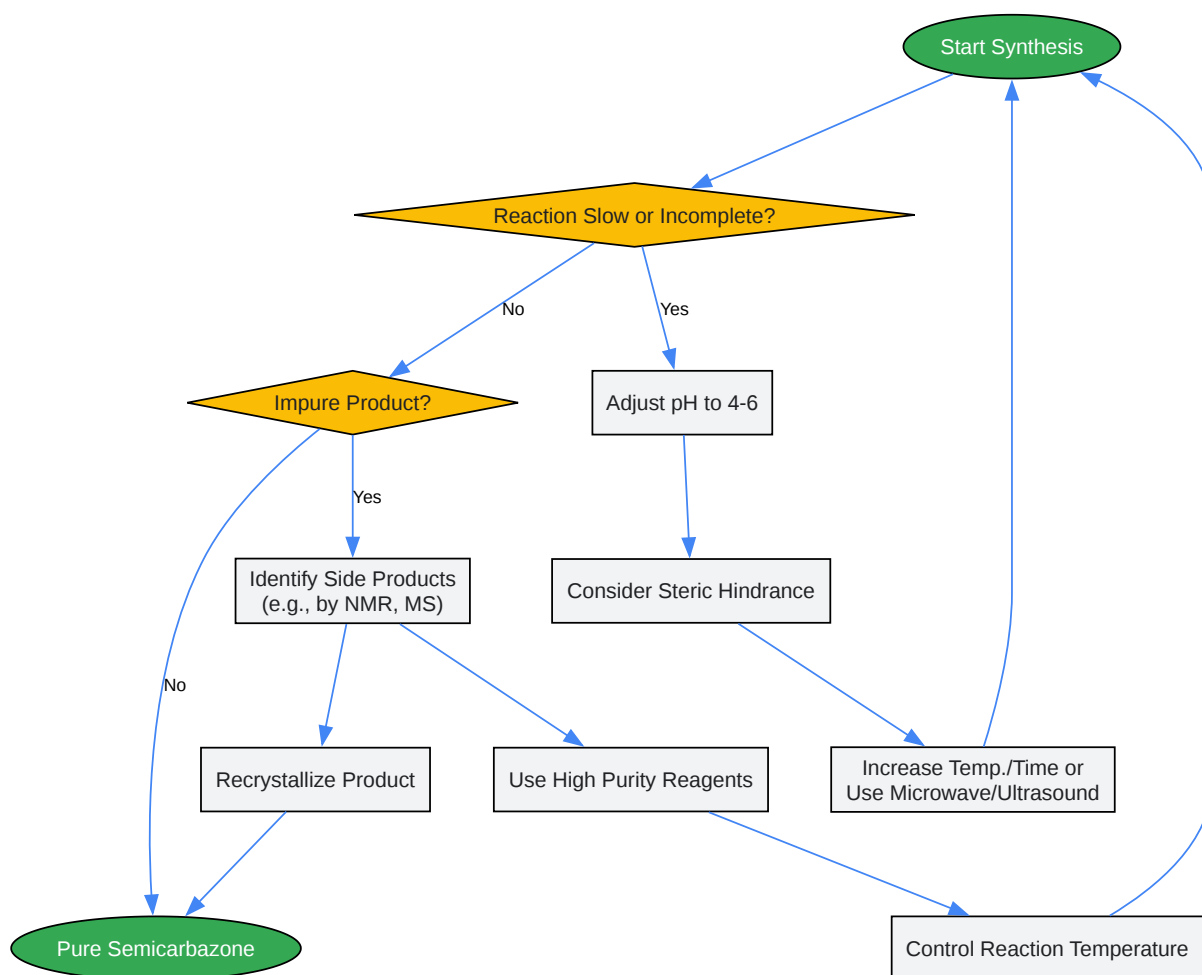 Start Synthesis
Reaction Slow or Incomplete?
No
Yes
Impure Product?
Adjust pH to 4-6
Yes
Identify Side Products
(e.g., by NMR, MS)
Consider Steric Hindrance
No
Recrystallize Product
Use High Purity Reagents
Increase Temp./Time or
Use Microwave/Ultrasound
Pure Semicarbazone
Control Reaction Temperature